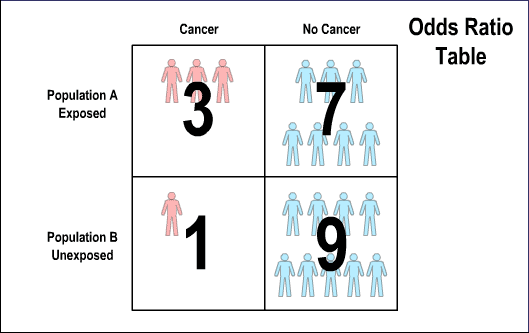 Odds Ratio
Table
Cancer
No Cancer
Population A
Exposed
3
7
Population B
Unexposed
1
9